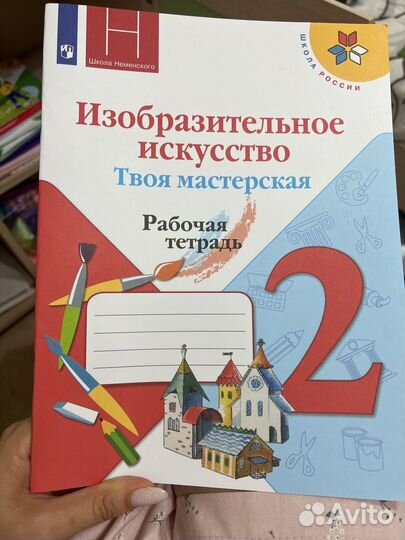 Н
Школа Неменского
ШКОЛА РОССИИ
Изобразительное
искусство
Твоя мастерская
Рабочая
тетрадь
2
Avito